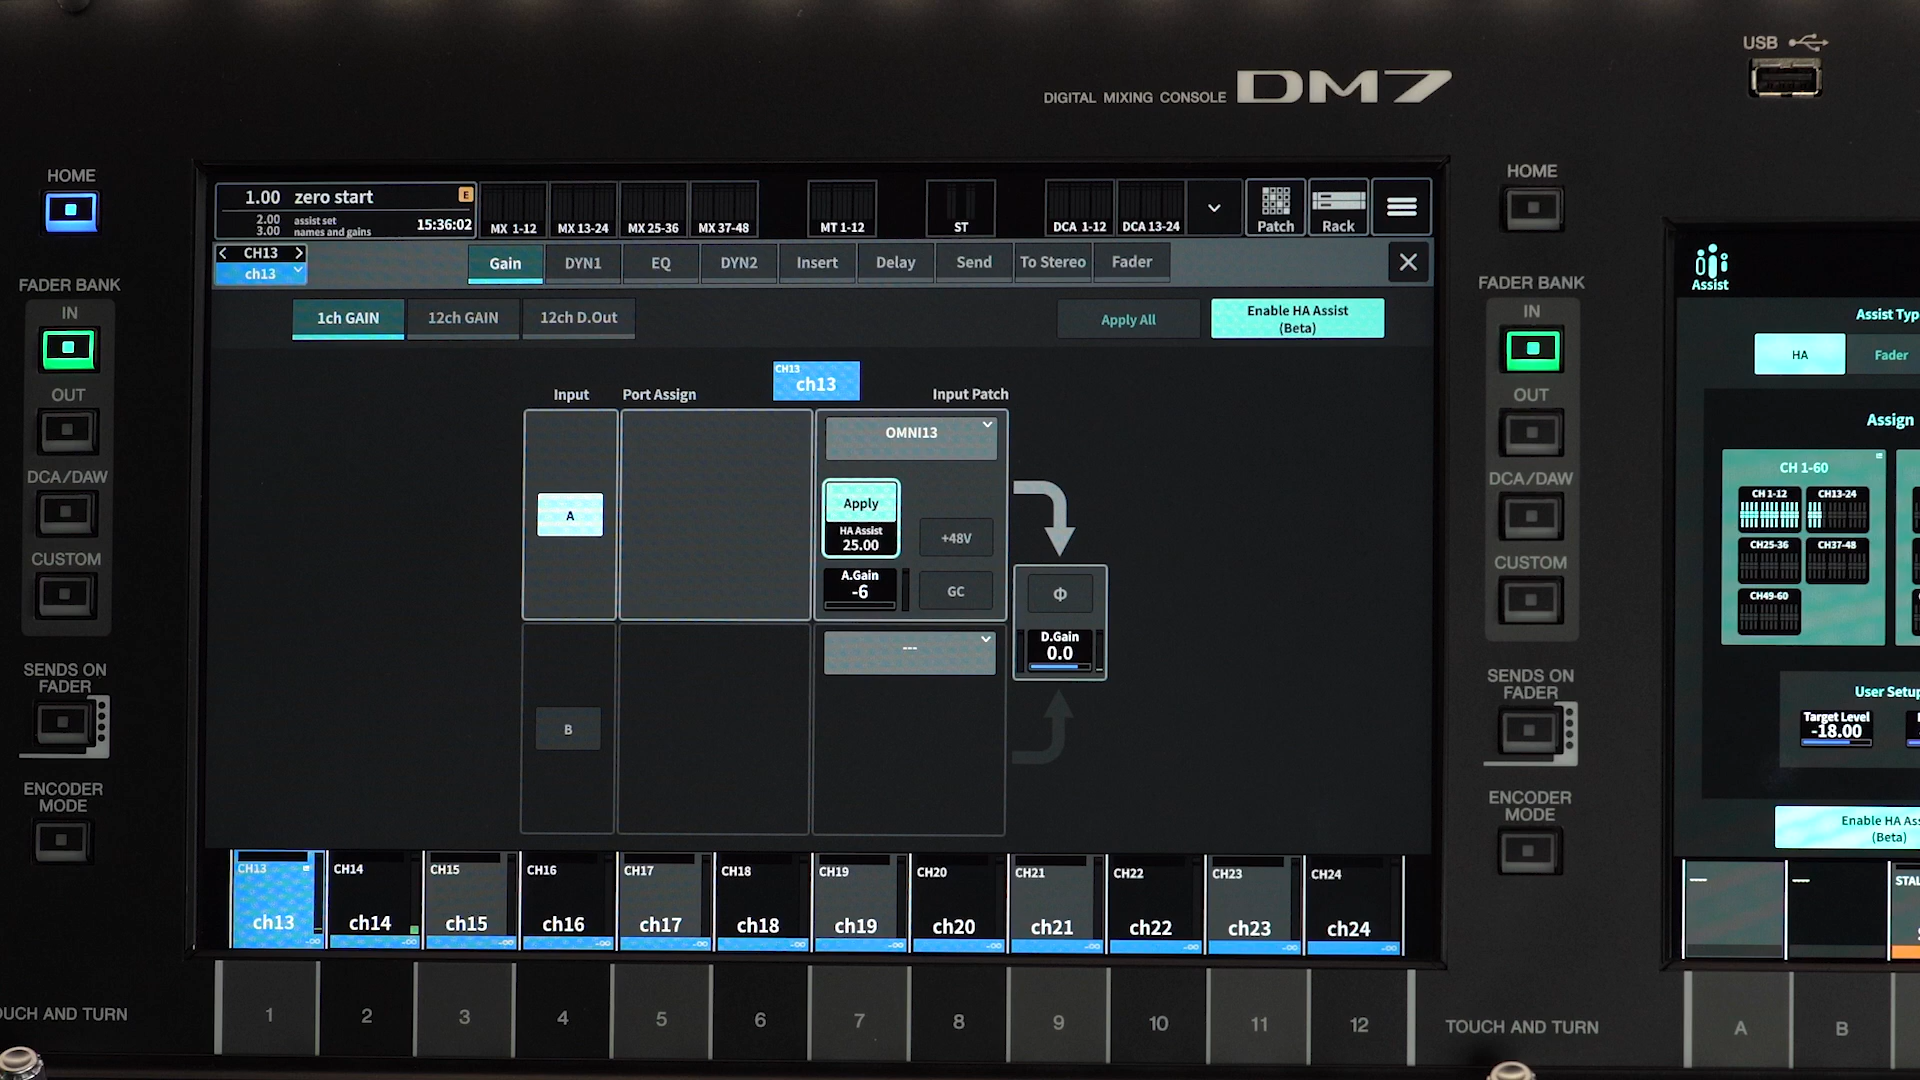 USB
DIGITAL MIXING CONSOLE DM7
HOME
FADER BANK
IN
OUT
DCA/DAW
CUSTOM
SENDS ON
FADER
ENCODER
MODE
TOUCH AND TURN
1.00 zero start E
2.00 assist set
3.00 names and gains
15:36:02
MX 1-12
MX 13-24
MX 25-36
MX 37-48
MT 1-12
ST
DCA 1-12
DCA 13-24
Patch
Rack
CH13
ch13
Gain
DYN1
EQ
DYN2
Insert
Delay
Send
To Stereo
Fader
1ch GAIN
12ch GAIN
12ch D.Out
Apply All
Enable HA Assist
(Beta)
CH13
ch13
Input
Port Assign
Input Patch
A
OMNI13
Apply
HA Assist
25.00
+48V
A.Gain
-6
GC
Φ
D.Gain
0.0
B
---
CH13
ch13
-∞
CH14
ch14
-∞
CH15
ch15
-∞
CH16
ch16
-∞
CH17
ch17
-∞
CH18
ch18
-∞
CH19
ch19
-∞
CH20
ch20
-∞
CH21
ch21
-∞
CH22
ch22
-∞
CH23
ch23
-∞
CH24
ch24
-∞
1 2 3 4 5 6 7 8 9 10 11 12
HOME
FADER BANK
IN
OUT
DCA/DAW
CUSTOM
SENDS ON
FADER
ENCODER
MODE
TOUCH AND TURN
Assist
Assist Typ
HA
Fader
Assign
CH 1-60
CH 1-12
CH13-24
CH25-36
CH37-48
CH49-60
User Setup
Target Level
-18.00
Enable HA Ass
(Beta)
STAL
A
B